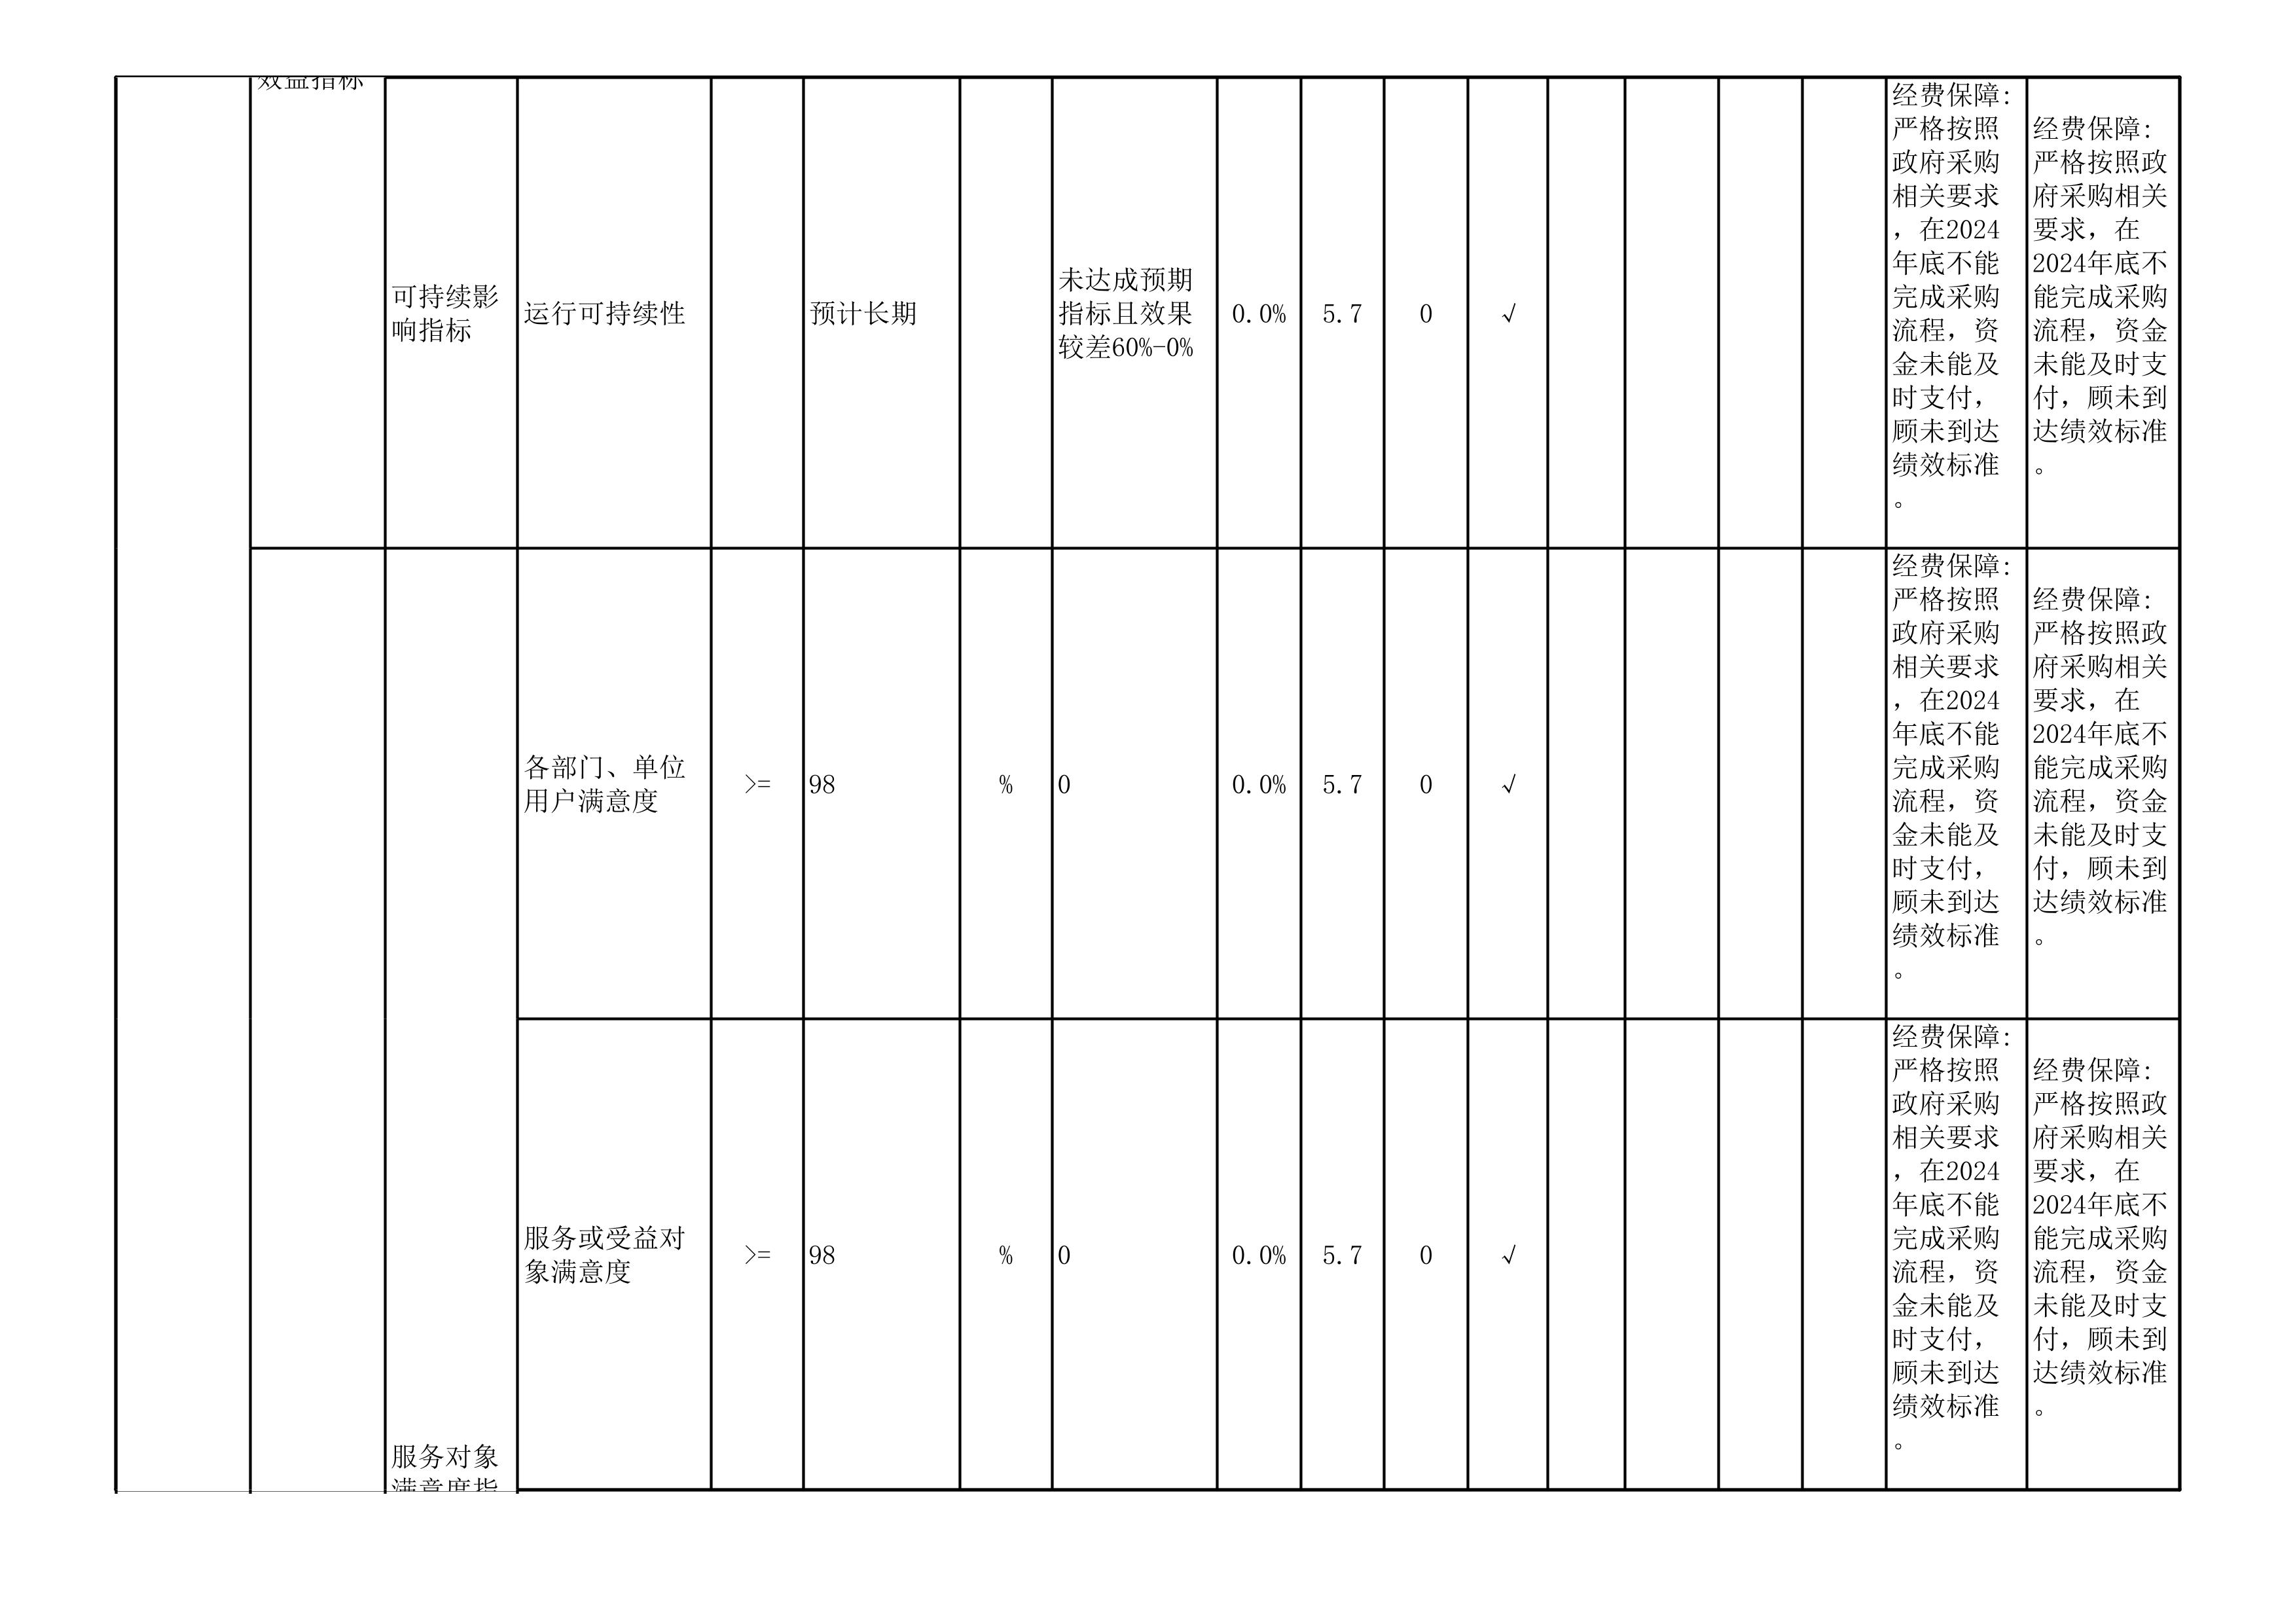 效益指标
可持续影
响指标
运行可持续性
预计长期
未达成预期
指标且效果
较差60%-0%
0.0%
5.7
0
√
经费保障:
严格按照
政府采购
相关要求
，在2024
年底不能
完成采购
流程，资
金未能及
时支付，
顾未到达
绩效标准
。
经费保障:
严格按照政
府采购相关
要求，在
2024年底不
能完成采购
流程，资金
未能及时支
付，顾未到
达绩效标准
。
各部门、单位
用户满意度
>=
98
%
0
0.0%
5.7
0
√
经费保障:
严格按照
政府采购
相关要求
，在2024
年底不能
完成采购
流程，资
金未能及
时支付，
顾未到达
绩效标准
。
经费保障:
严格按照政
府采购相关
要求，在
2024年底不
能完成采购
流程，资金
未能及时支
付，顾未到
达绩效标准
。
服务对象
满意度指
服务或受益对
象满意度
>=
98
%
0
0.0%
5.7
0
√
经费保障:
严格按照
政府采购
相关要求
，在2024
年底不能
完成采购
流程，资
金未能及
时支付，
顾未到达
绩效标准
。
经费保障:
严格按照政
府采购相关
要求，在
2024年底不
能完成采购
流程，资金
未能及时支
付，顾未到
达绩效标准
。